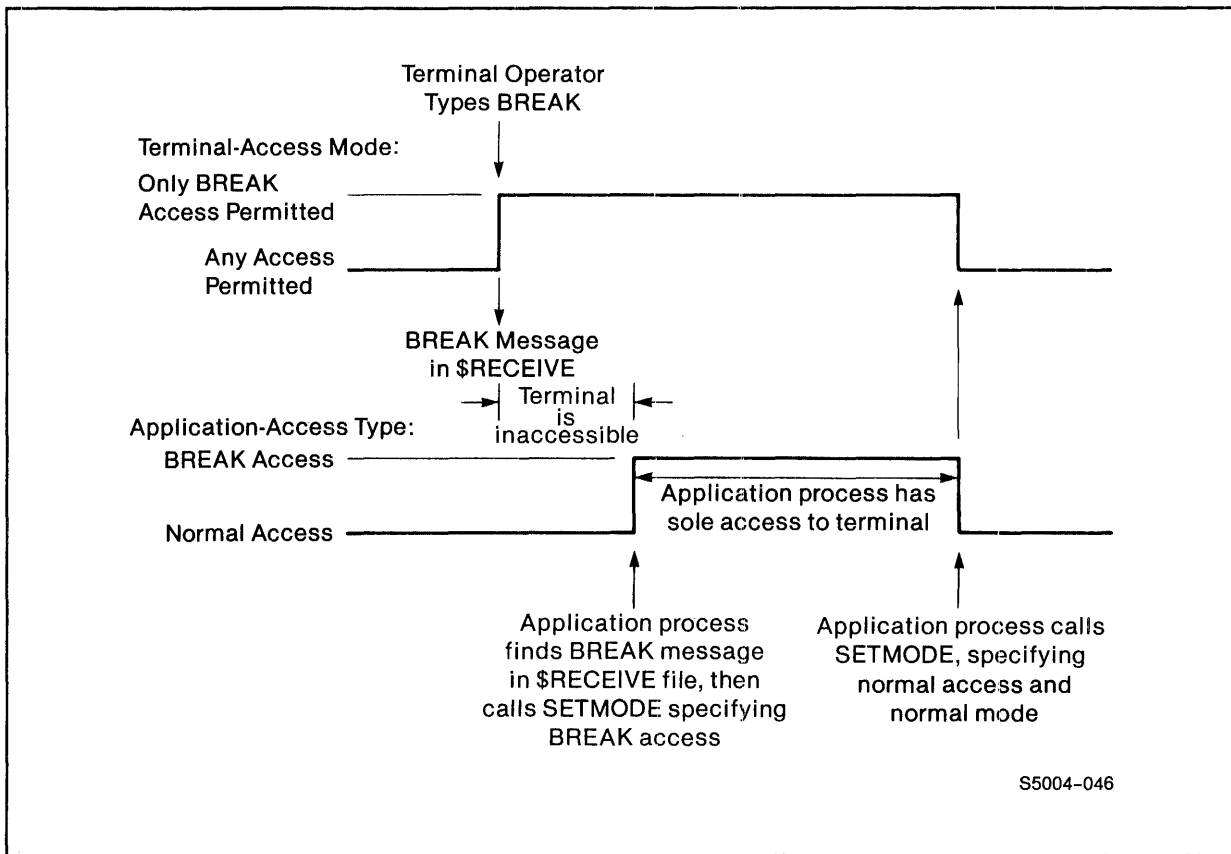 Terminal Operator
Types BREAK
Terminal-Access Mode:
Only BREAK
Access Permitted
Any Access
Permitted
BREAK Message
in $RECEIVE
Terminal
is
inaccessible
Application-Access Type:
BREAK Access
Application process has
sole access to terminal
Normal Access
Application process
finds BREAK message
in $RECEIVE file, then
calls SETMODE specifying
BREAK access
Application process calls
SETMODE, specifying
normal access and
normal mode
S5004-046